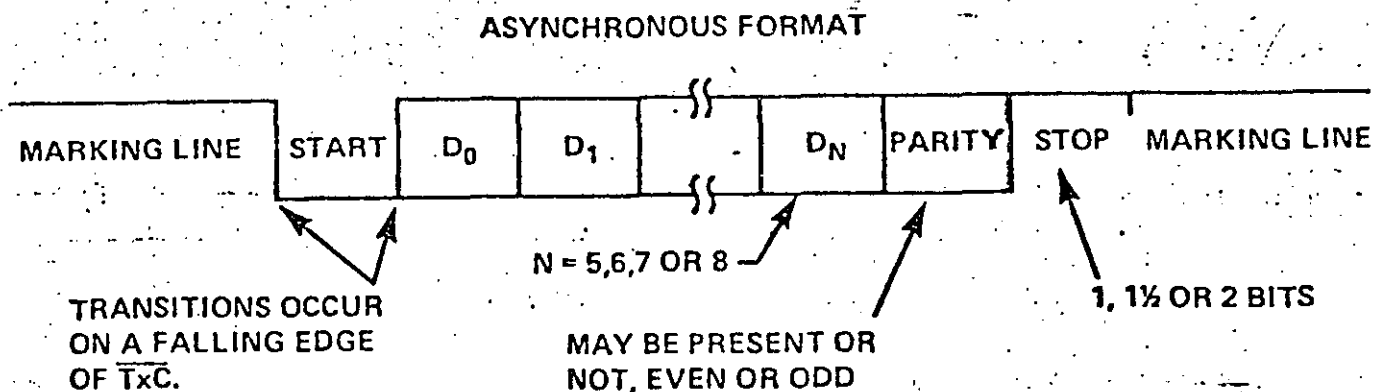 ASYNCHRONOUS FORMAT
MARKING LINE START D0 D1 DN PARITY STOP MARKING LINE
N = 5,6,7 OR 8
1, 1½ OR 2 BITS
TRANSITIONS OCCUR
ON A FALLING EDGE
OF T̅x̅C̅.
MAY BE PRESENT OR
NOT, EVEN OR ODD